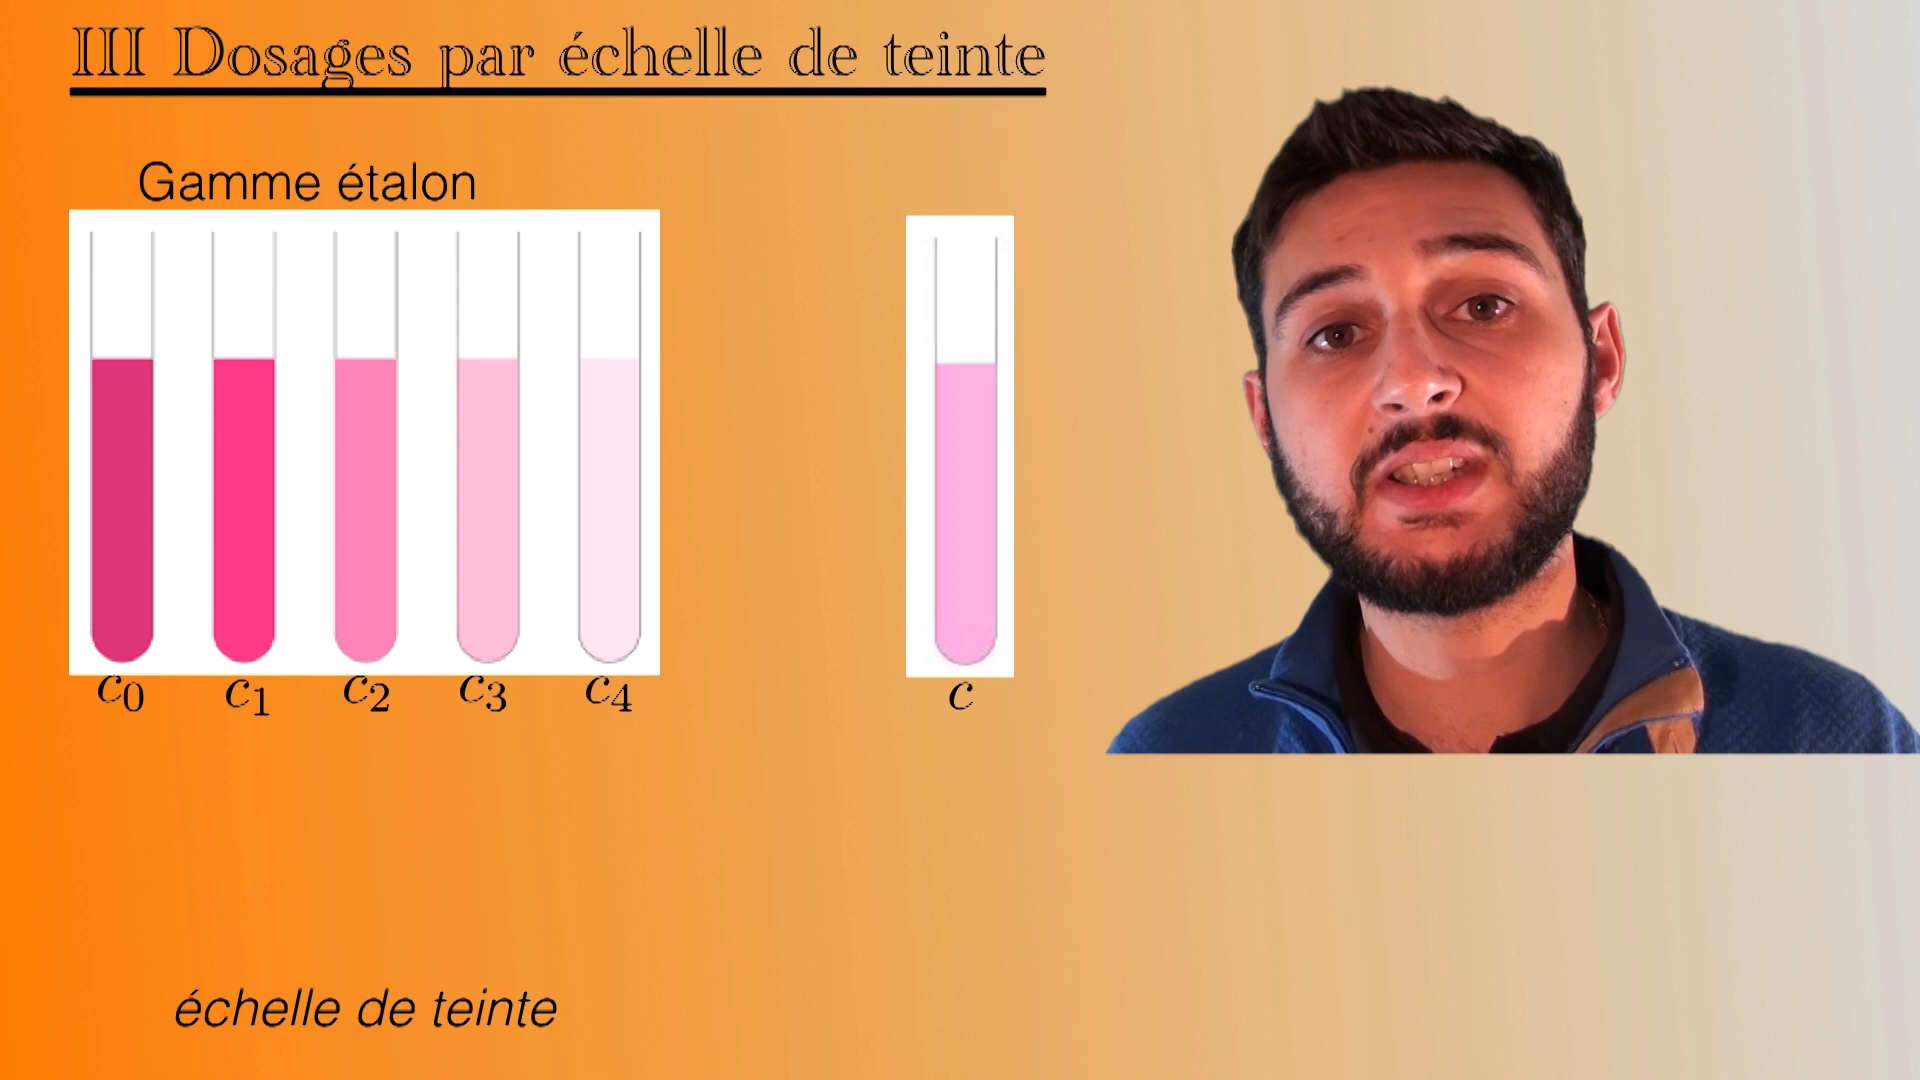 III Dosages par échelle de teinte
Gamme étalon
c0 c1 c2 c3 c4 c
échelle de teinte